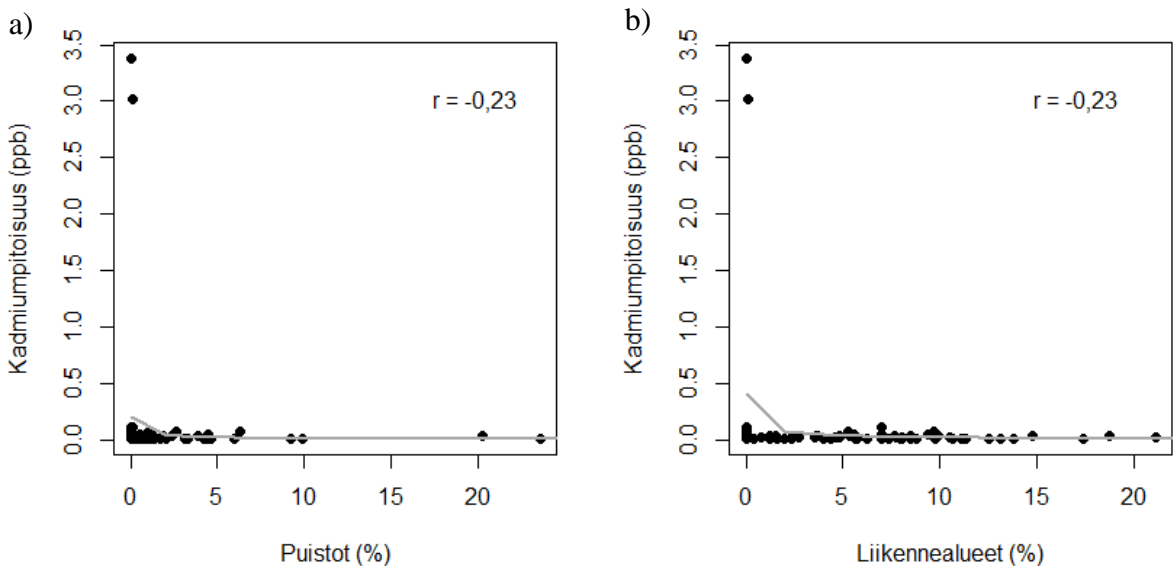 a)
Kadmiumpitoisuus (ppb)
3.5
3.0
2.5
2.0
1.5
1.0
0.5
0.0
r = -0,23
0 5 10 15 20
Puistot (%)
b)
Kadmiumpitoisuus (ppb)
3.5
3.0
2.5
2.0
1.5
1.0
0.5
0.0
r = -0,23
0 5 10 15 20
Liikennealueet (%)